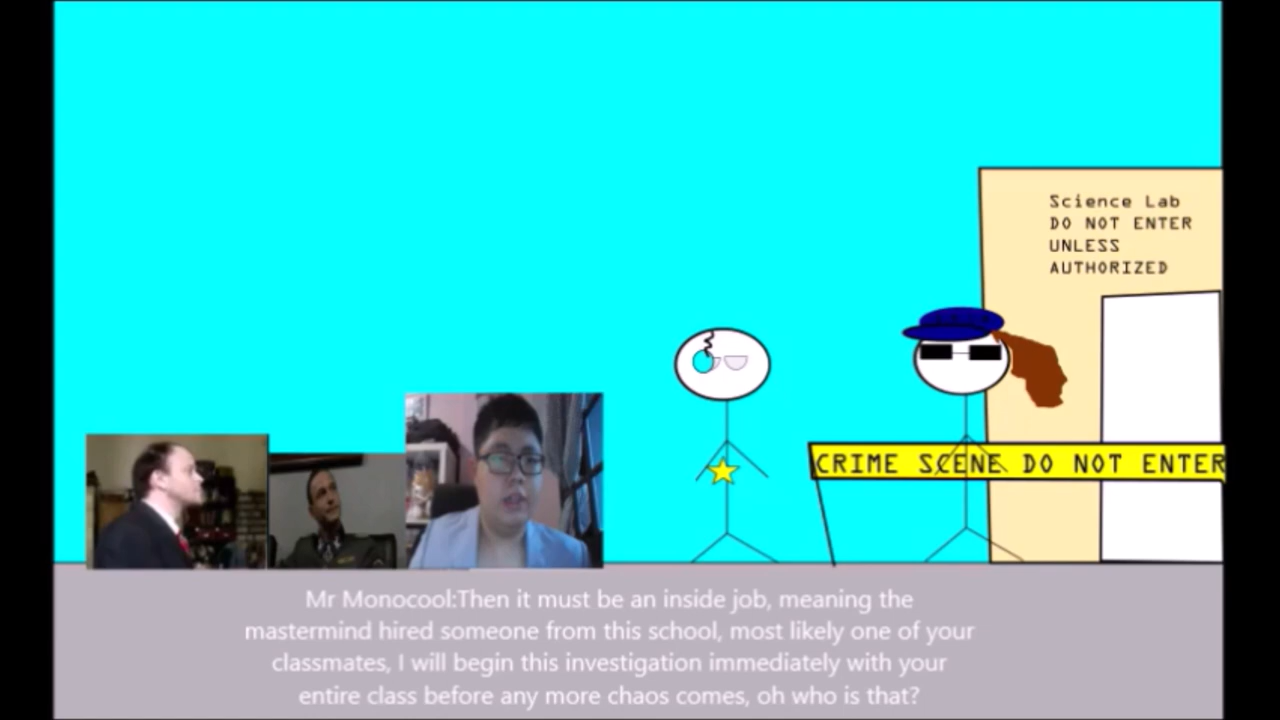 Science Lab
DO NOT ENTER
UNLESS
AUTHORIZED
CRIME SCENE DO NOT ENTER
Mr Monocool:Then it must be an inside job, meaning the
mastermind hired someone from this school, most likely one of your
classmates, I will begin this investigation immediately with your
entire class before any more chaos comes, oh who is that?